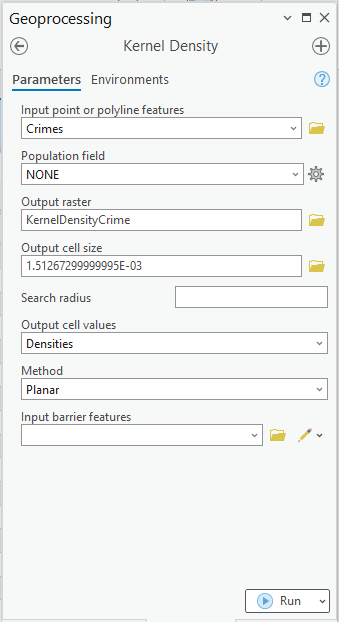 Geoprocessing
Kernel Density
Parameters Environments
Input point or polyline features
Crimes
Population field
NONE
Output raster
KernelDensityCrime
Output cell size
1.51267299999995E-03
Search radius
Output cell values
Densities
Method
Planar
Input barrier features
Run